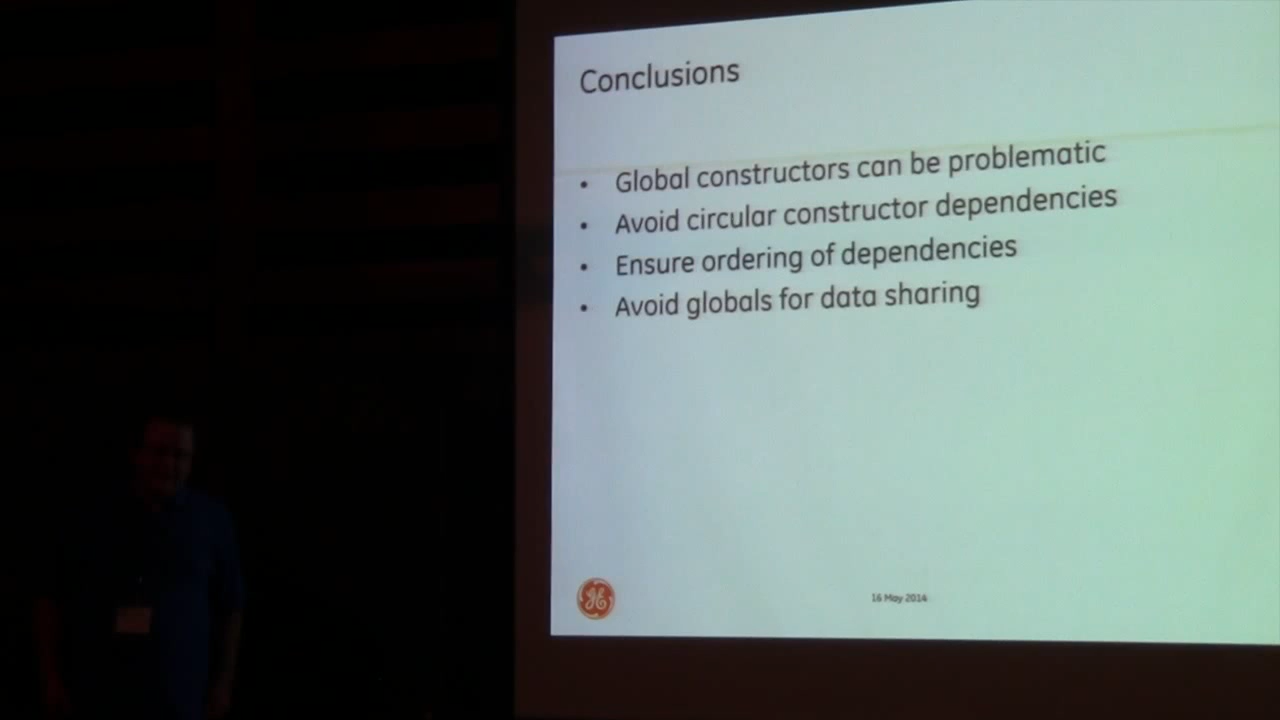 Conclusions
• Global constructors can be problematic
• Avoid circular constructor dependencies
• Ensure ordering of dependencies
• Avoid globals for data sharing
GE
16 May 2014